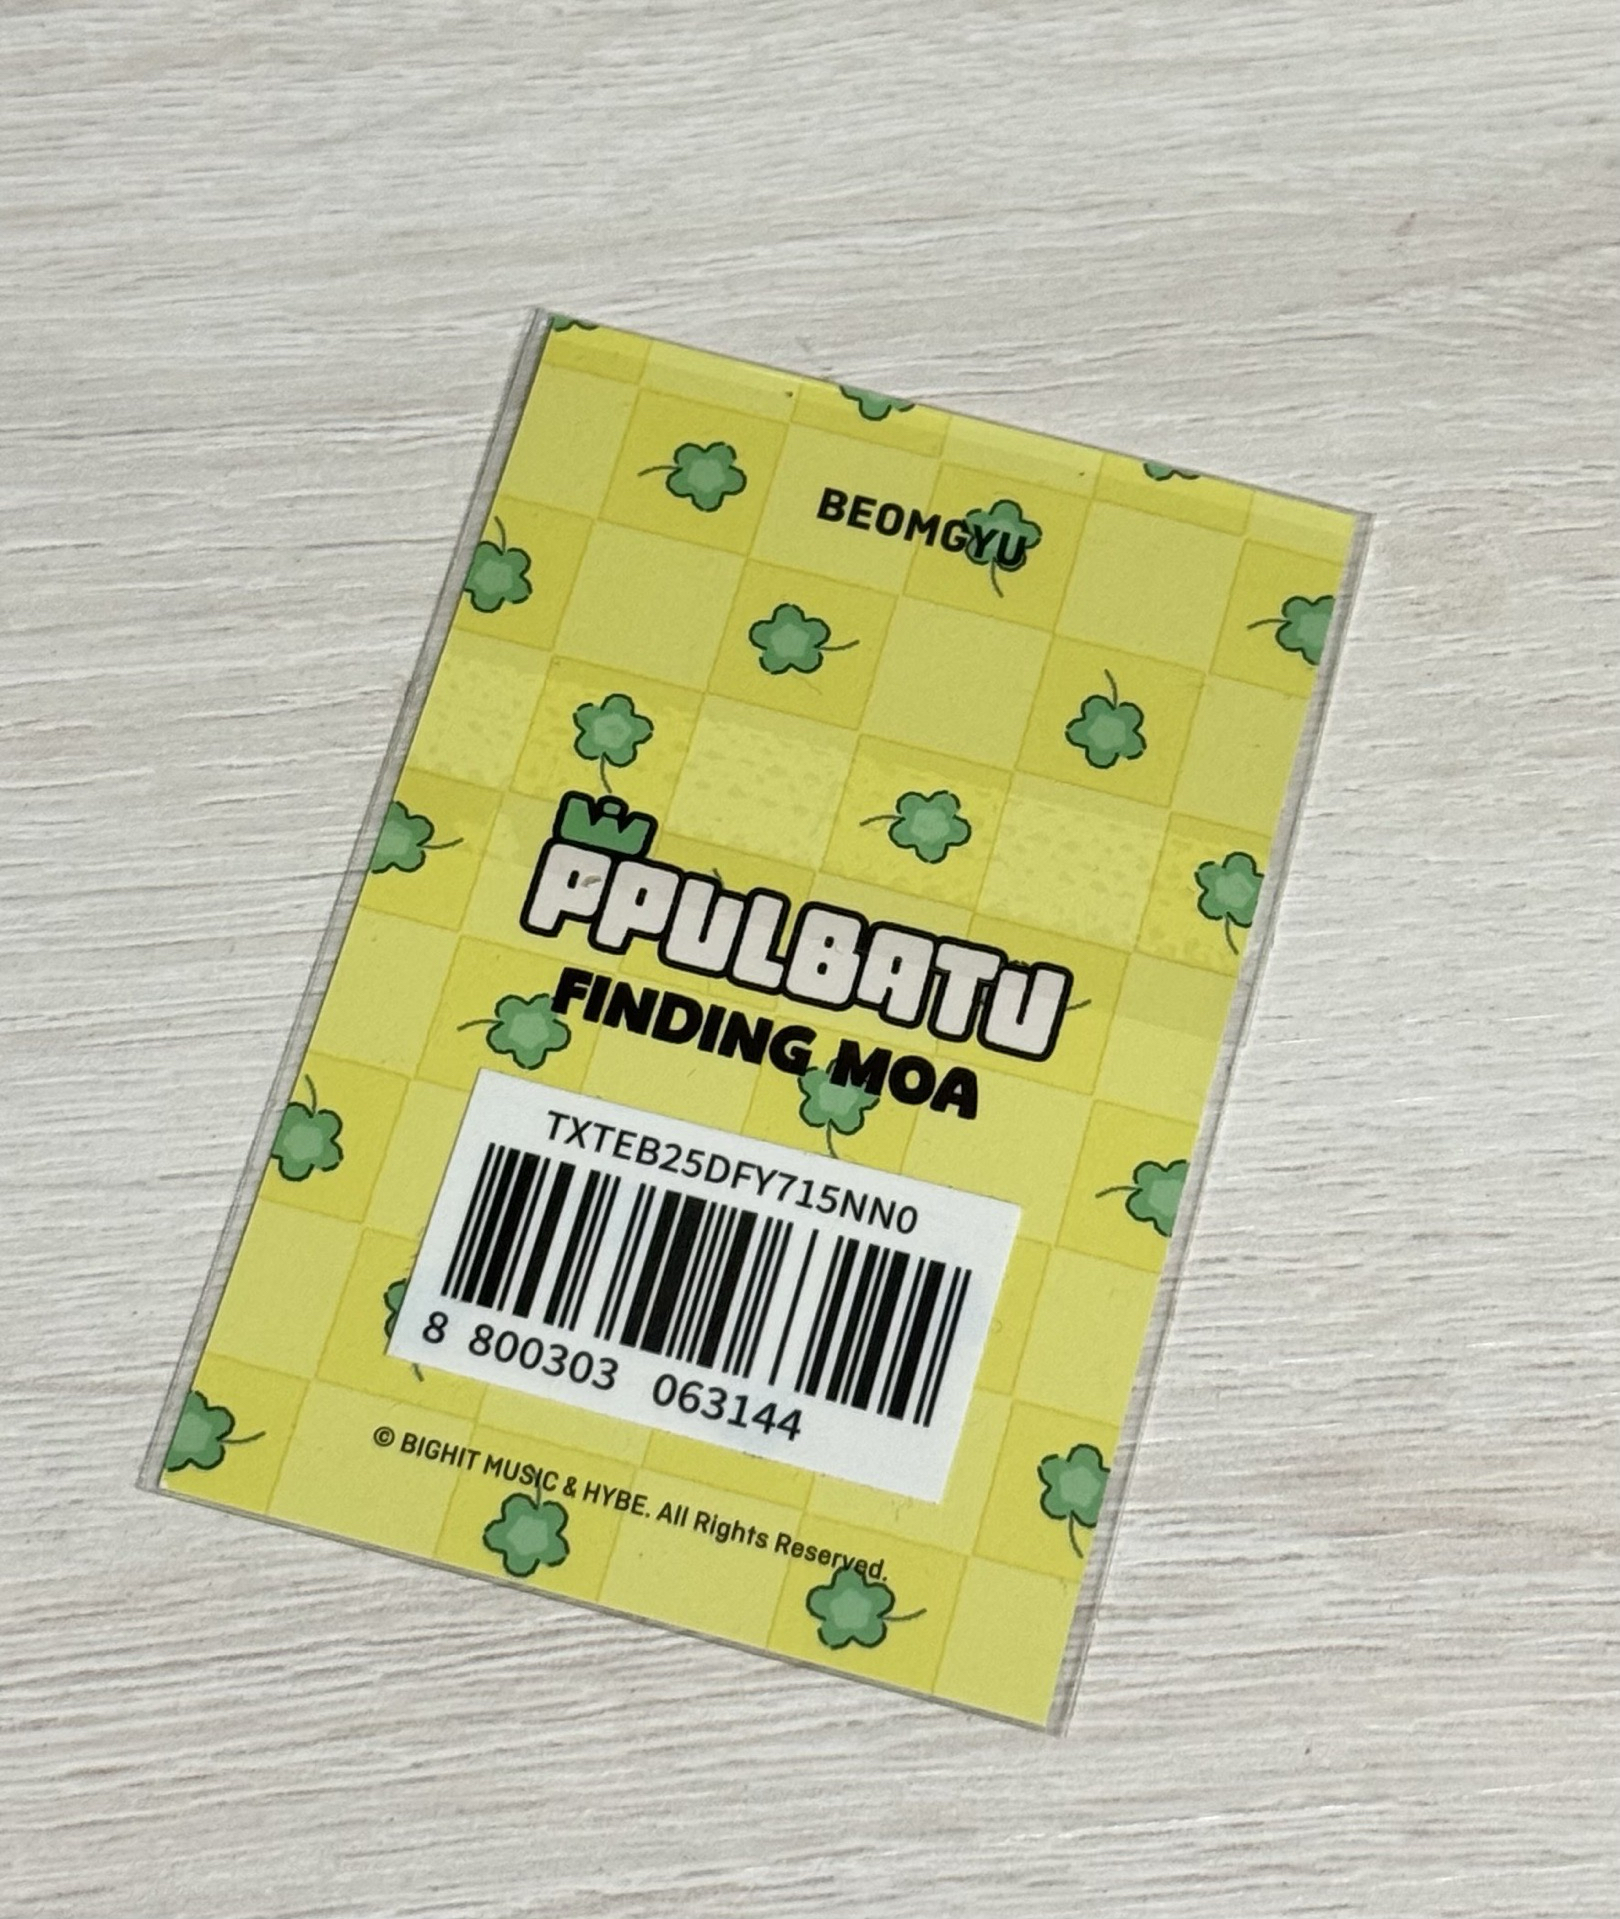 BEOMGYU
PPULBATU
FINDING MOA
TXTEB25DFY715NN0
8 800303 063144
© BIGHIT MUSIC & HYBE. All Rights Reserved.